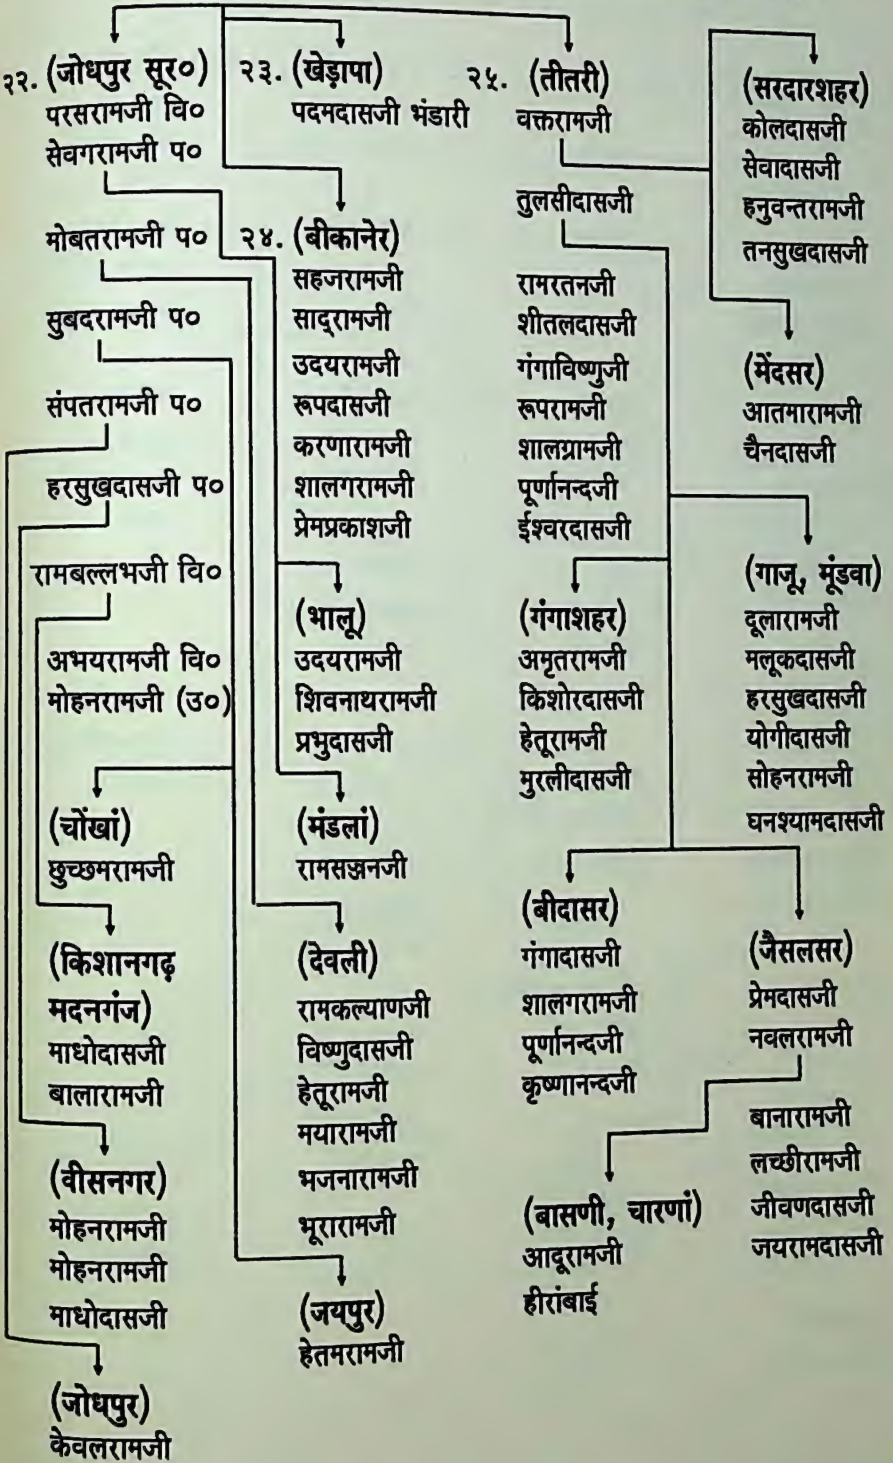 २२. (जोधपुर सूर०)
परसरामजी वि०
सेवगरामजी प०
मोबतरामजी प०
सुबदरामजी प०
संपतरामजी प०
हरसुखदासजी प०
रामबल्लभजी वि०
अभयरामजी वि०
मोहनरामजी (उ०)
(चोंखां)
छुच्छमरामजी
(किशानगढ़
मदनगंज)
माधोदासजी
बालारामजी
(वीसनगर)
मोहनरामजी
मोहनरामजी
माधोदासजी
(जोधपुर)
केवलरामजी
२३. (खेड़ापा)
पदमदासजी भंडारी
२४. (बीकानेर)
सहजरामजी
सादूरामजी
उदयरामजी
रूपदासजी
करणारामजी
शालगरामजी
प्रेमप्रकाशजी
(भालू)
उदयरामजी
शिवनाथरामजी
प्रभुदासजी
(मंडलां)
रामसज्जनजी
(देवली)
रामकल्याणजी
विष्णुदासजी
हेतूरामजी
मयारामजी
भजनारामजी
भूरारामजी
(जयपुर)
हेतमरामजी
२५. (तीतरी)
वक्तरामजी
तुलसीदासजी
रामरतनजी
शीतलदासजी
गंगाविष्णुजी
रूपरामजी
शालग्रामजी
पूर्णानन्दजी
ईश्वरदासजी
(गंगाशहर)
अमृतरामजी
किशोरदासजी
हेतूरामजी
मुरलीदासजी
(बीदासर)
गंगादासजी
शालगरामजी
पूर्णानन्दजी
कृष्णानन्दजी
(बासणी, चारणां)
आदूरामजी
हीरांबाई
(सरदारशहर)
कोलदासजी
सेवादासजी
हनुवन्तरामजी
तनसुखदासजी
(मेंदसर)
आतमारामजी
चैनदासजी
(गाजू, मूंडवा)
दूलारामजी
मलूकदासजी
हरसुखदासजी
योगीदासजी
सोहनरामजी
घनश्यामदासजी
(जैसलसर)
प्रेमदासजी
नवलरामजी
बानारामजी
लच्छीरामजी
जीवणदासजी
जयरामदासजी